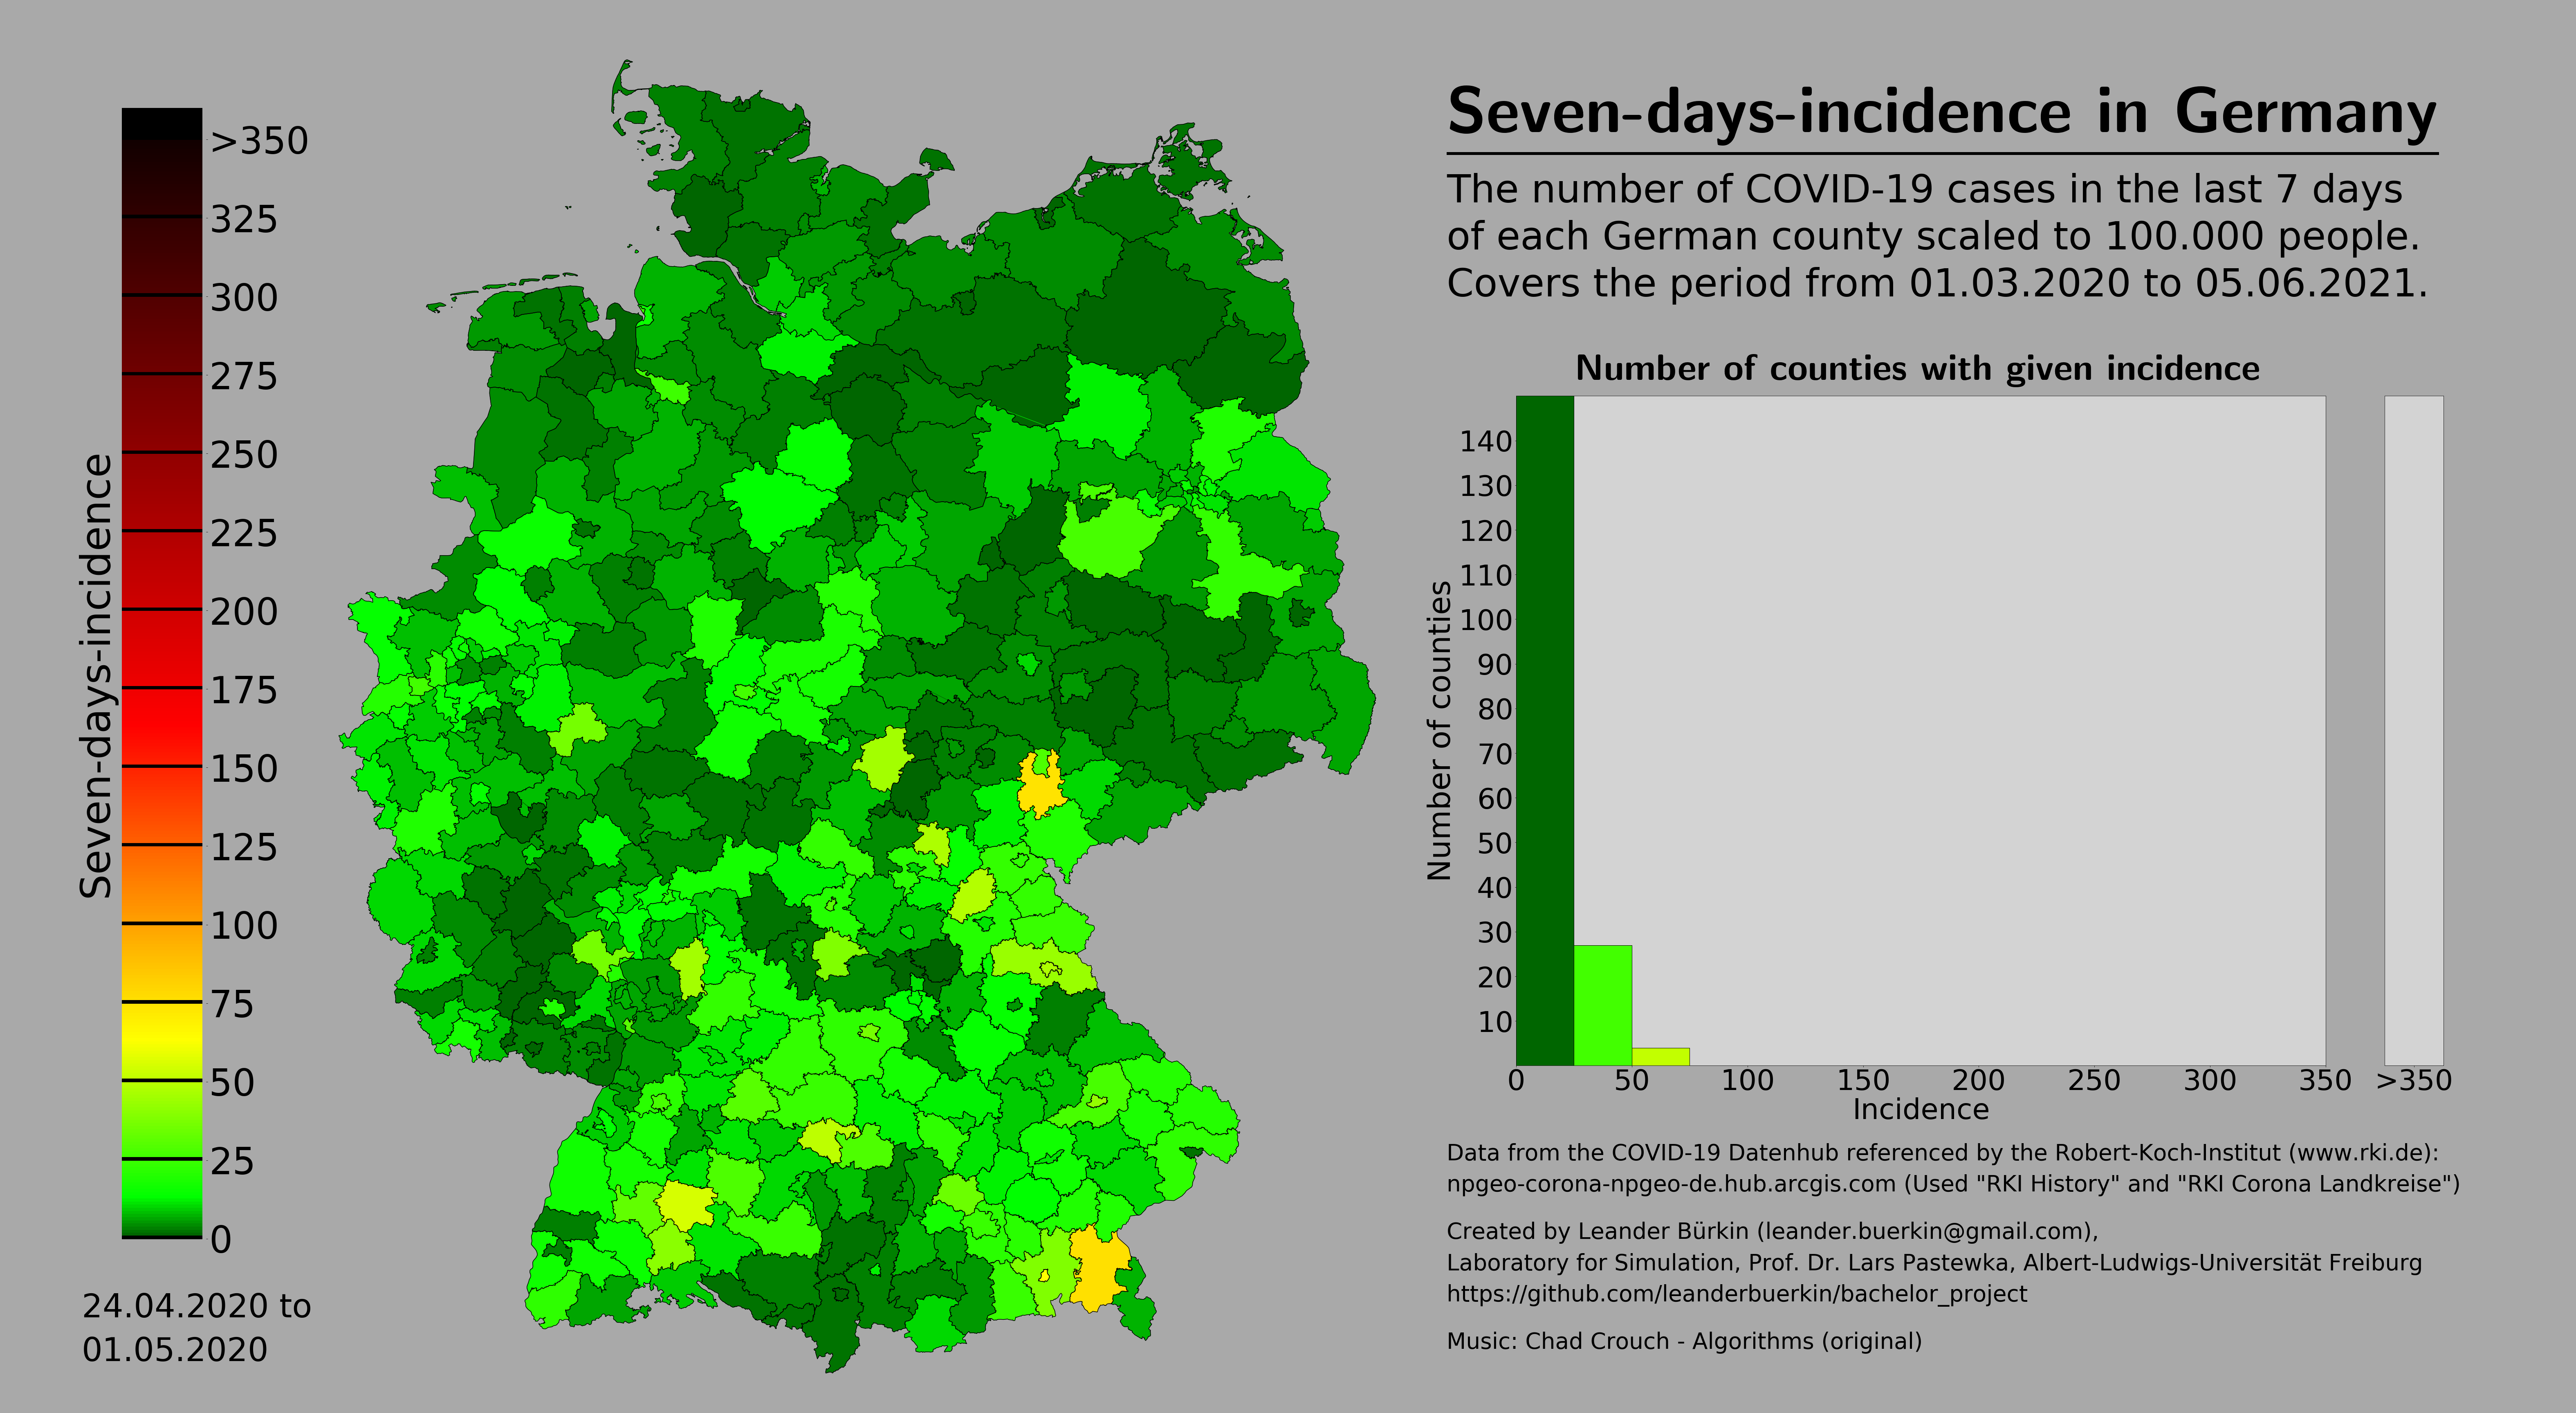 Seven-days-incidence in Germany
The number of COVID-19 cases in the last 7 days
of each German county scaled to 100.000 people.
Covers the period from 01.03.2020 to 05.06.2021.
Seven-days-incidence
>350
325
300
275
250
225
200
175
150
125
100
75
50
25
0
24.04.2020 to
01.05.2020
Number of counties with given incidence
Number of counties
140
130
120
110
100
90
80
70
60
50
40
30
20
10
0 50 100 150 200 250 300 350 >350
Incidence
Data from the COVID-19 Datenhub referenced by the Robert-Koch-Institut (www.rki.de):
npgeo-corona-npgeo-de.hub.arcgis.com (Used "RKI History" and "RKI Corona Landkreise")
Created by Leander Bürkin (leander.buerkin@gmail.com),
Laboratory for Simulation, Prof. Dr. Lars Pastewka, Albert-Ludwigs-Universität Freiburg
https://github.com/leanderbuerkin/bachelor_project
Music: Chad Crouch - Algorithms (original)